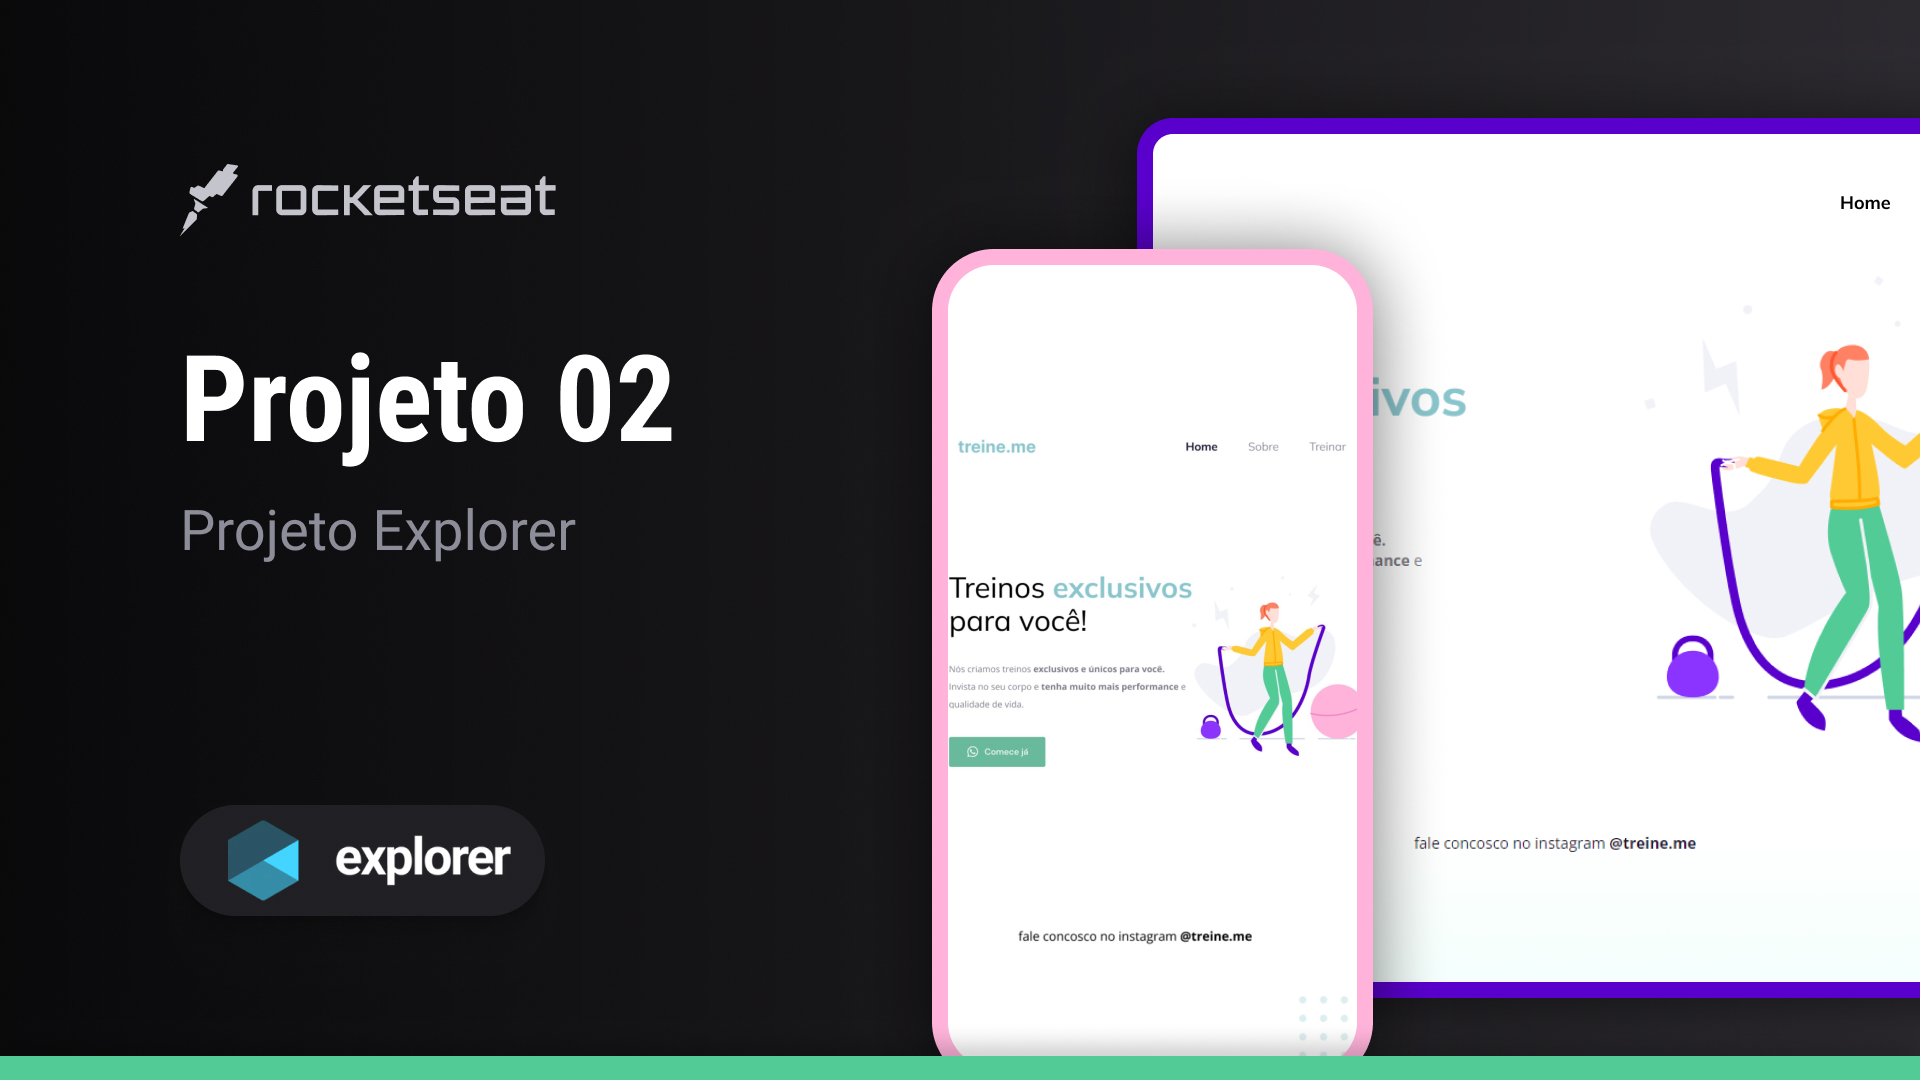 rocketseat
Projeto 02
Projeto Explorer
explorer
treine.me
Home Sobre Treinar
Treinos exclusivos
para você!
Nós criamos treinos exclusivos e únicos para você.
Invista no seu corpo e tenha muito mais performance e
qualidade de vida.
Comece já
fale concosco no instagram @treine.me
Home
ivos
ê.
ance e
fale concosco no instagram @treine.me